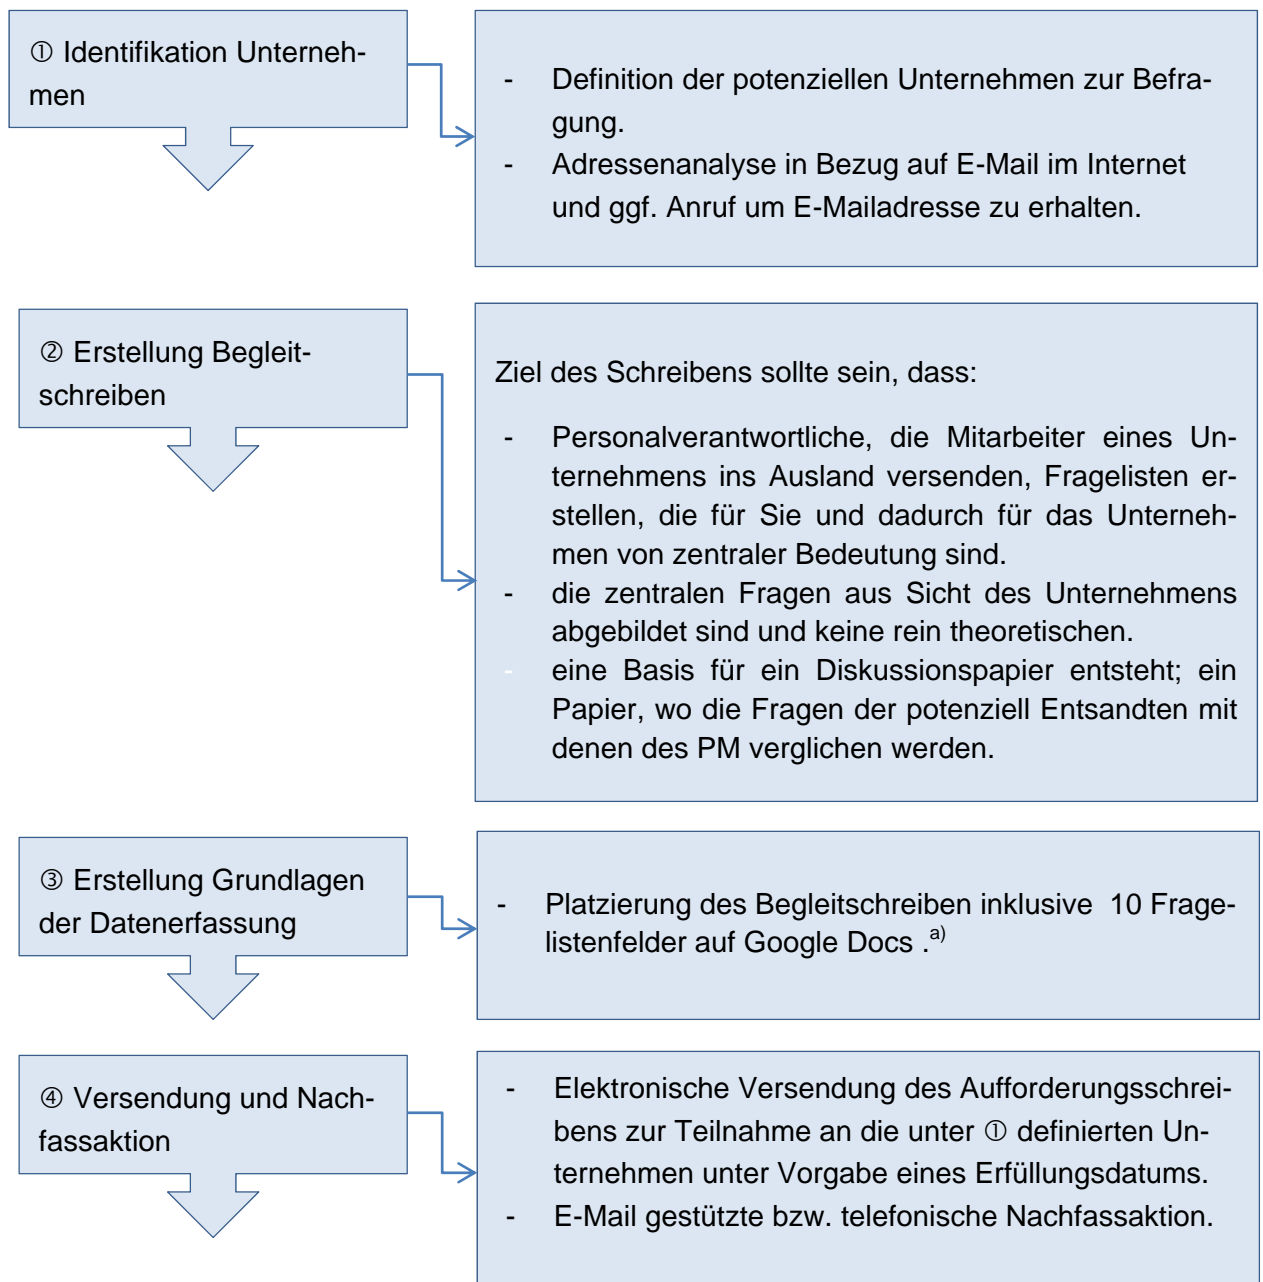 ① Identifikation Unterneh-
men
- Definition der potenziellen Unternehmen zur Befra-
gung.
- Adressenanalyse in Bezug auf E-Mail im Internet
und ggf. Anruf um E-Mailadresse zu erhalten.
② Erstellung Begleit-
schreiben
Ziel des Schreibens sollte sein, dass:
- Personalverantwortliche, die Mitarbeiter eines Un-
ternehmens ins Ausland versenden, Fragelisten er-
stellen, die für Sie und dadurch für das Unterneh-
men von zentraler Bedeutung sind.
- die zentralen Fragen aus Sicht des Unternehmens
abgebildet sind und keine rein theoretischen.
- eine Basis für ein Diskussionspapier entsteht; ein
Papier, wo die Fragen der potenziell Entsandten mit
denen des PM verglichen werden.
③ Erstellung Grundlagen
der Datenerfassung
- Platzierung des Begleitschreiben inklusive 10 Frage-
listenfelder auf Google Docs .a)
④ Versendung und Nach-
fassaktion
- Elektronische Versendung des Aufforderungsschrei-
bens zur Teilnahme an die unter ① definierten Un-
ternehmen unter Vorgabe eines Erfüllungsdatums.
- E-Mail gestützte bzw. telefonische Nachfassaktion.